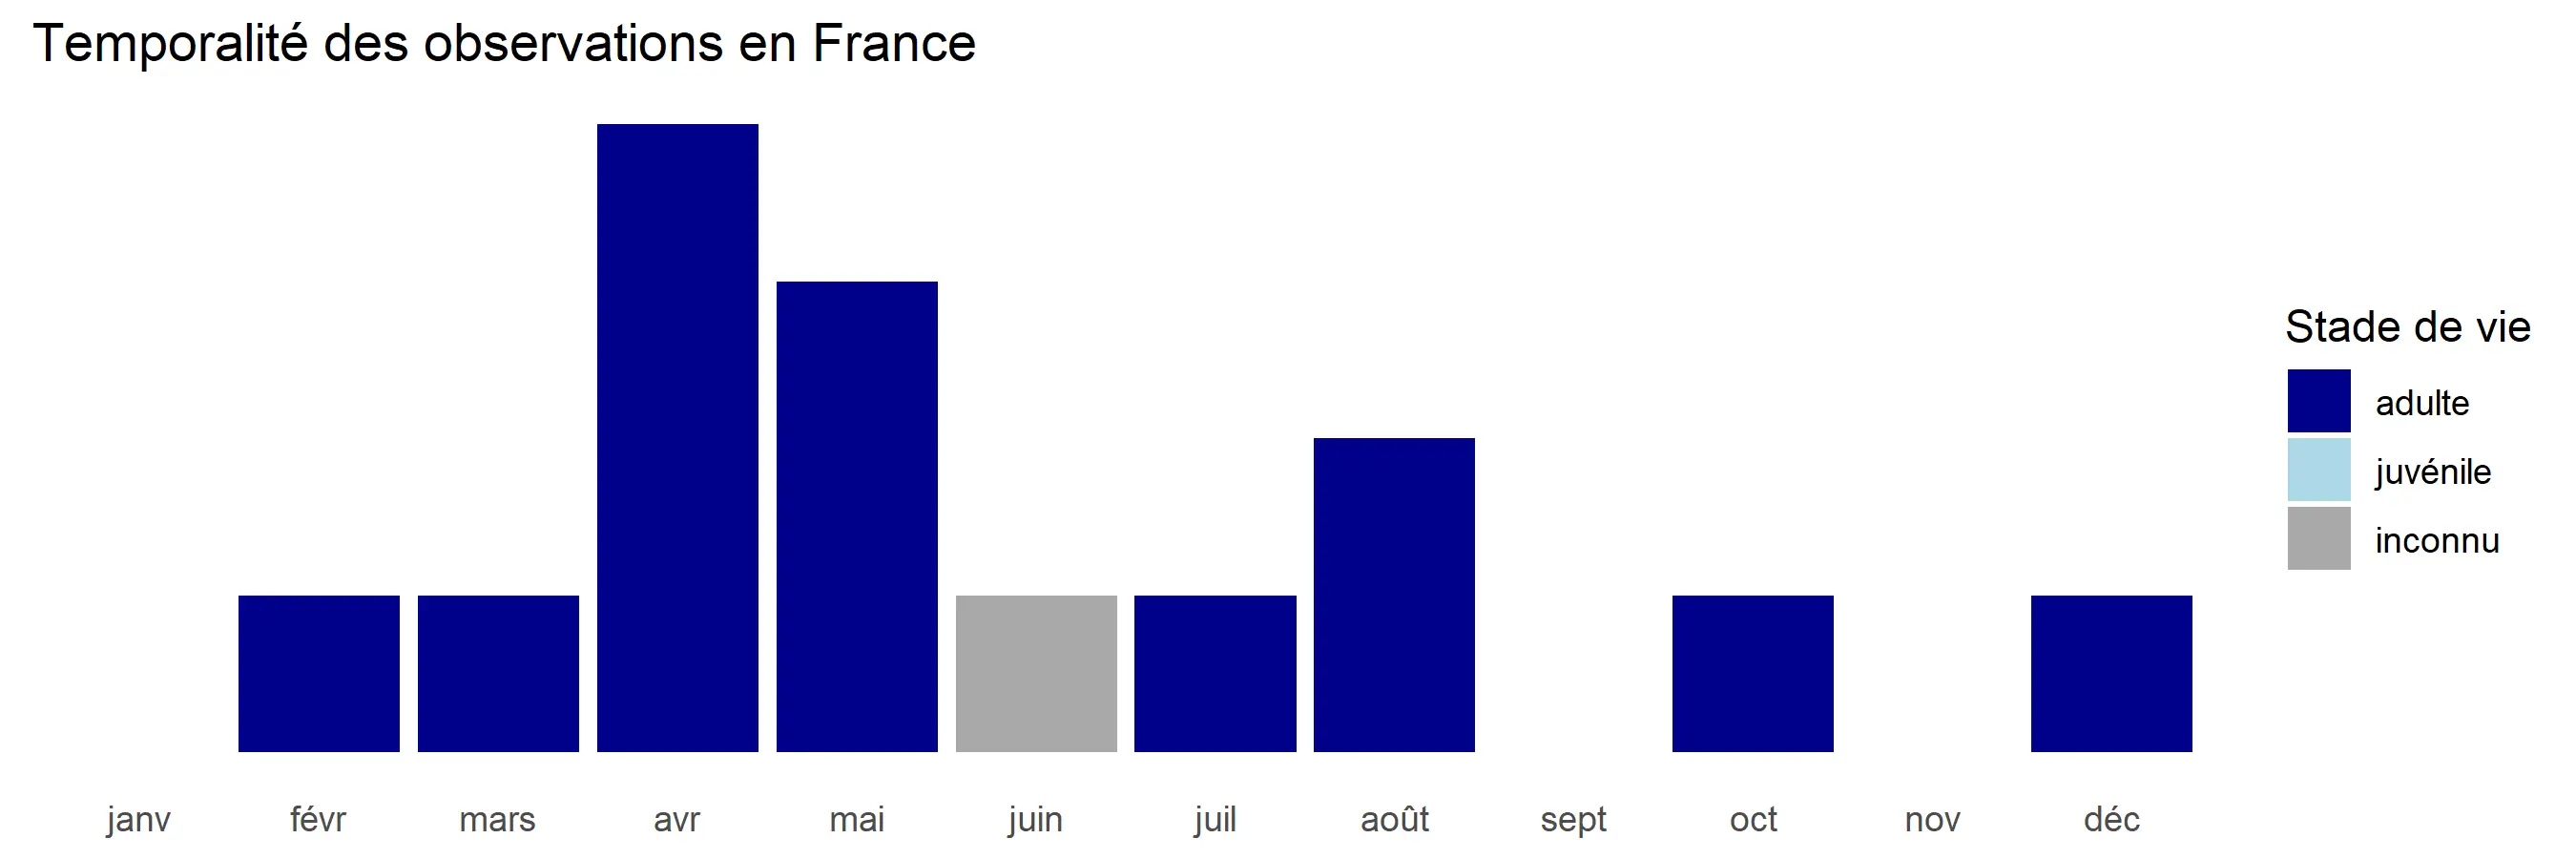 Temporalité des observations en France
Stade de vie
adulte
juvénile
inconnu
janv févr mars avr mai juin juil août sept oct nov déc